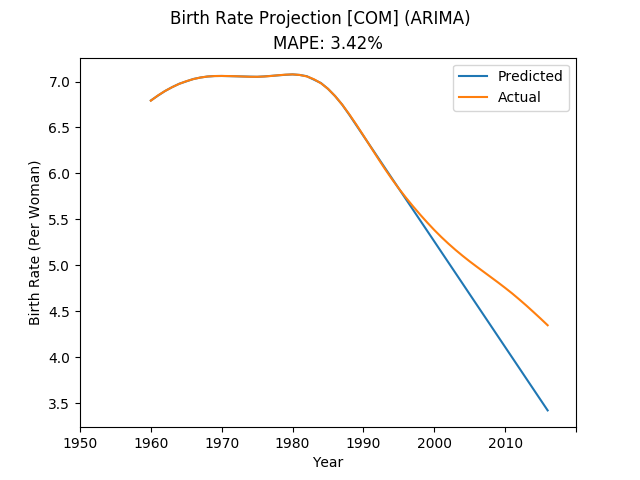 Birth Rate Projection [COM] (ARIMA)
MAPE: 3.42%
Predicted
Actual
Birth Rate (Per Woman)
7.0
6.5
6.0
5.5
5.0
4.5
4.0
3.5
1950
1960
1970
1980
1990
2000
2010
Year